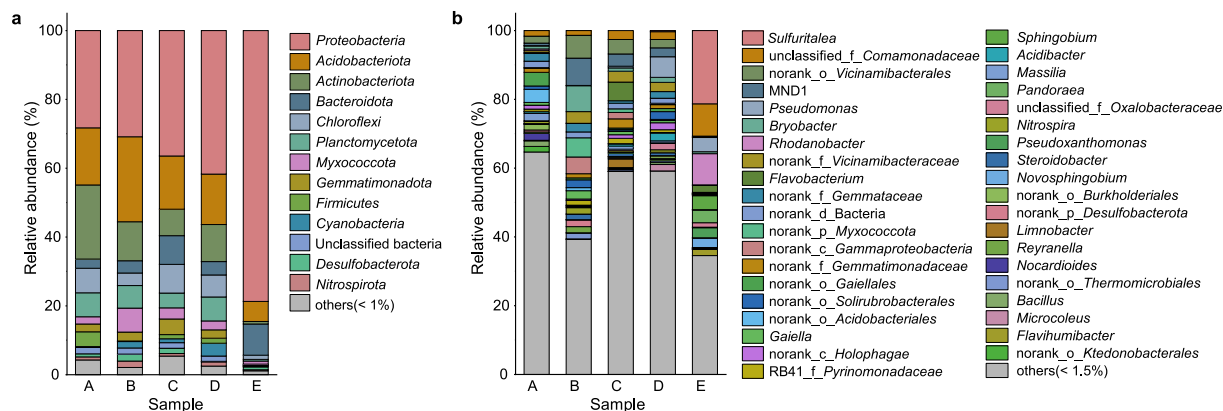 a
Relative abundance (%)
100
80
60
40
20
0
A B C D E
Sample
Proteobacteria
Acidobacteriota
Actinobacteriota
Bacteroidota
Chloroflexi
Planctomycetota
Myxococcota
Gemmatimonadota
Firmicutes
Cyanobacteria
Unclassified bacteria
Desulfobacterota
Nitrospirota
others(< 1%)
b
Relative abundance (%)
100
80
60
40
20
0
A B C D E
Sample
Sulfuritalea
unclassified_f_Comamonadaceae
norank_o_Vicinamibacterales
MND1
Pseudomonas
Bryobacter
Rhodanobacter
norank_f_Vicinamibacteraceae
Flavobacterium
norank_f_Gemmataceae
norank_d_Bacteria
norank_p_Myxococcota
norank_c_Gammaproteobacteria
norank_f_Gemmatimonadaceae
norank_o_Gaiellales
norank_o_Solirubrobacterales
norank_o_Acidobacteriales
Gaiella
norank_c_Holophagae
RB41_f_Pyrinomonadaceae
Sphingobium
Acidibacter
Massilia
Pandoraea
unclassified_f_Oxalobacteraceae
Nitrospira
Pseudoxanthomonas
Steroidobacter
Novosphingobium
norank_o_Burkholderiales
norank_p_Desulfobacterota
Limnobacter
Reyranella
Nocardioides
norank_o_Thermomicrobiales
Bacillus
Microcoleus
Flavihumibacter
norank_o_Ktedonobacterales
others(< 1.5%)